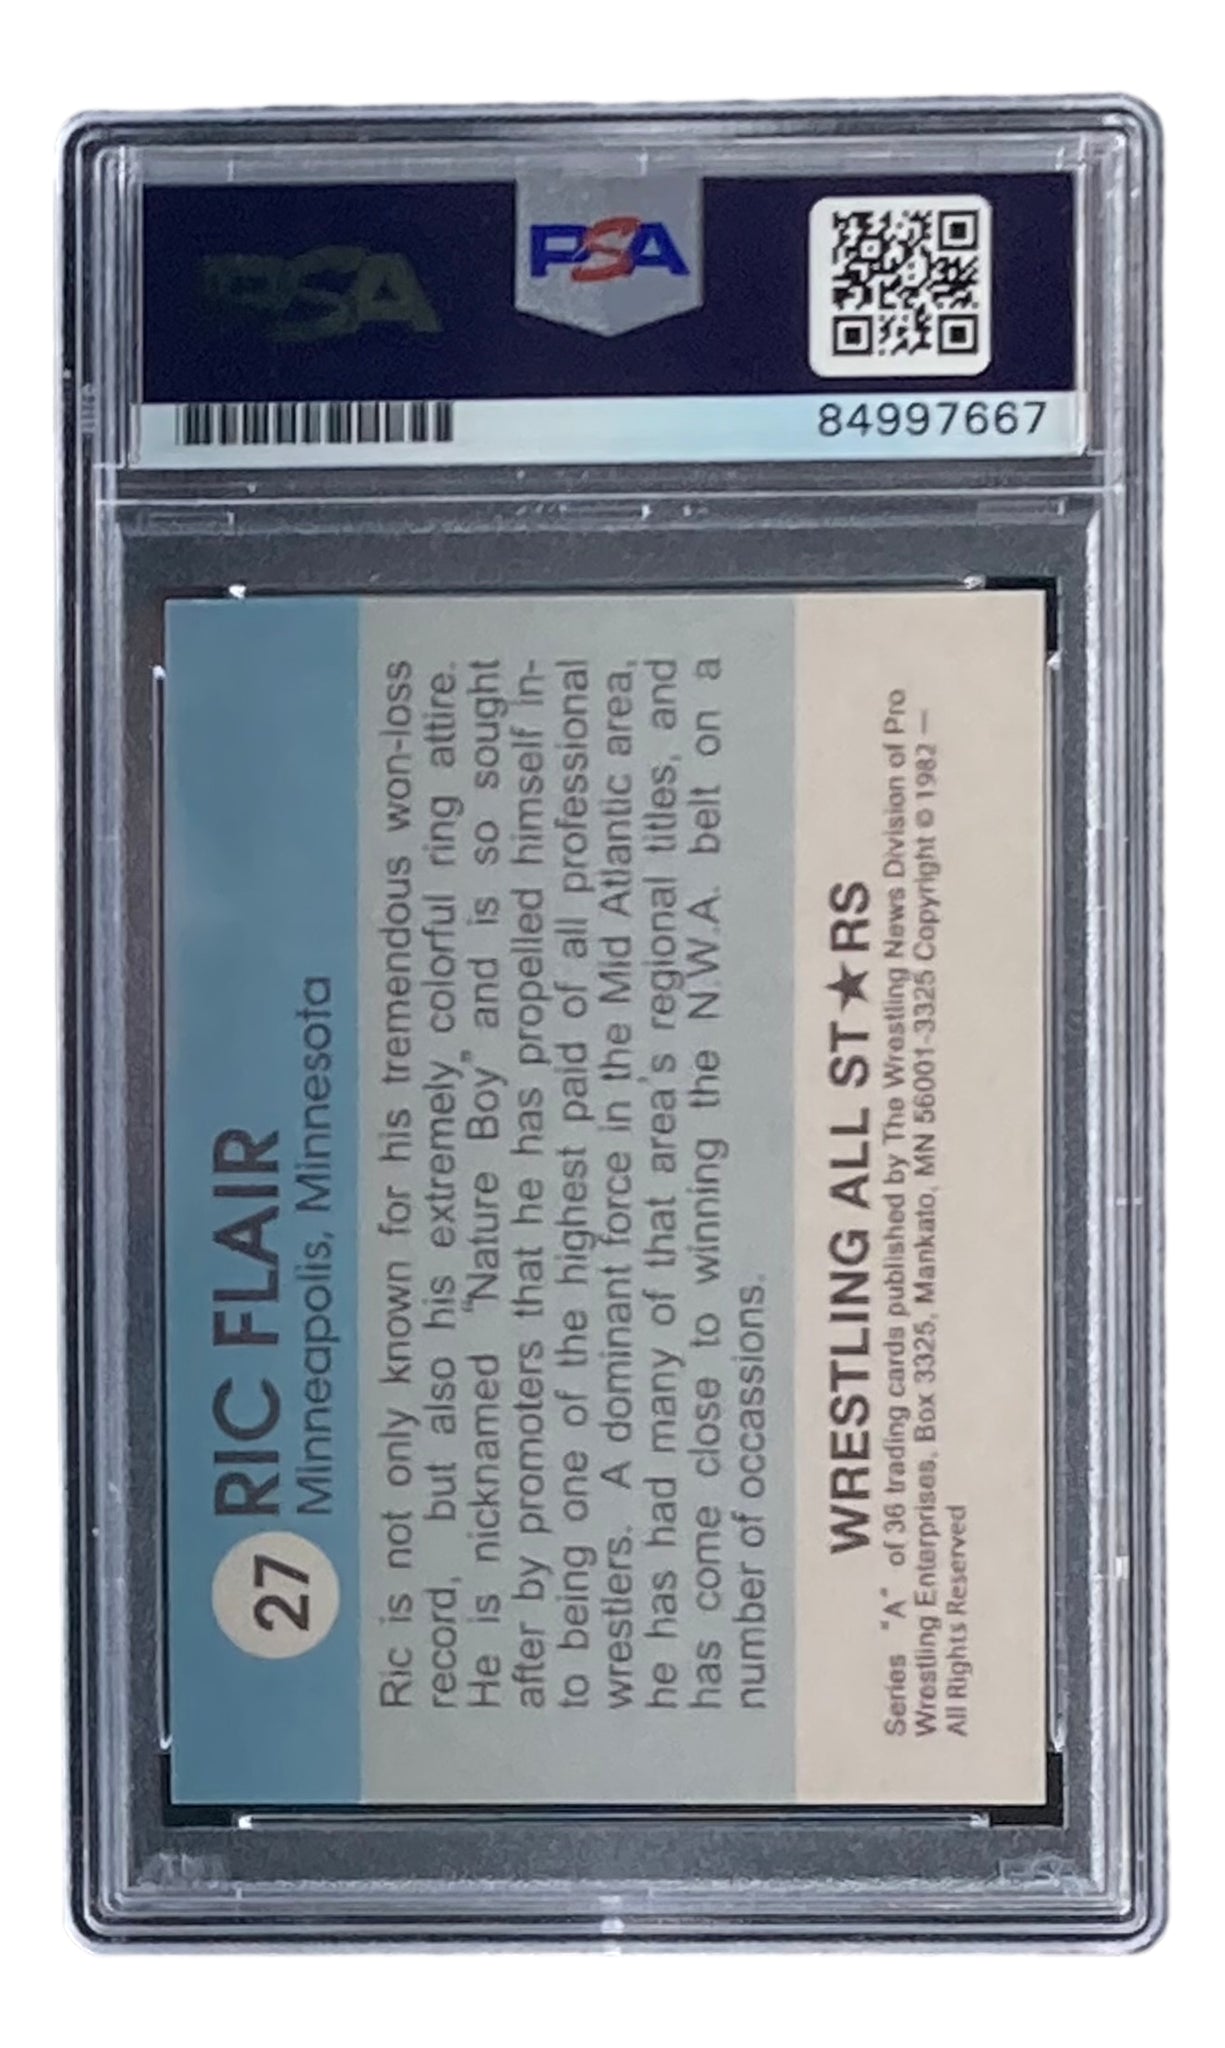 PSA
PSA
84997667
27
RIC FLAIR
Minneapolis, Minnesota
Ric is not only known for his tremendous won-loss
record, but also his extremely colorful ring attire.
He is nicknamed "Nature Boy" and is so sought
after by promoters that he has propelled himself in-
to being one of the highest paid of all professional
wrestlers. A dominant force in the Mid Atlantic area,
he has had many of that area's regional titles, and
has come close to winning the N.W.A. belt on a
number of occassions.
WRESTLING ALL ST★RS
Series "A" of 36 trading cards published by The Wrestling News Division of Pro
Wrestling Enterprises, Box 3325, Mankato, MN 56001-3325 Copyright © 1982 —
All Rights Reserved